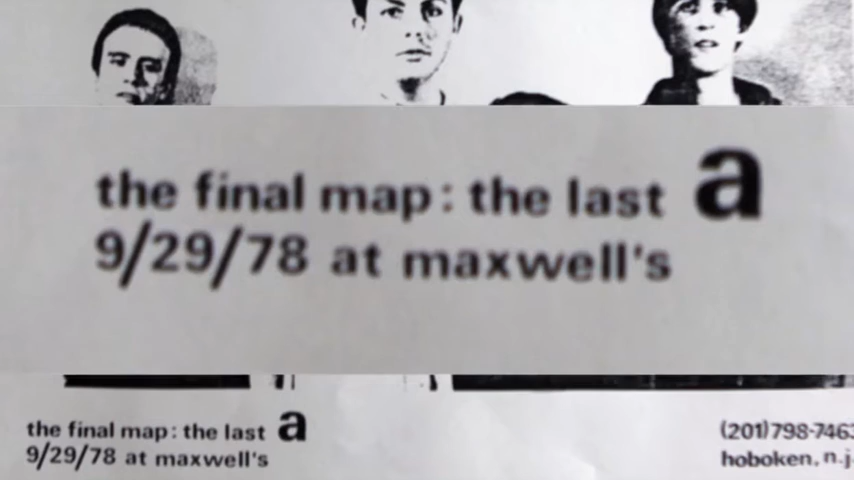 the final map: the last a
9/29/78 at maxwell's
the final map: the last a
9/29/78 at maxwell's
(201)798-7463
hoboken, n.j